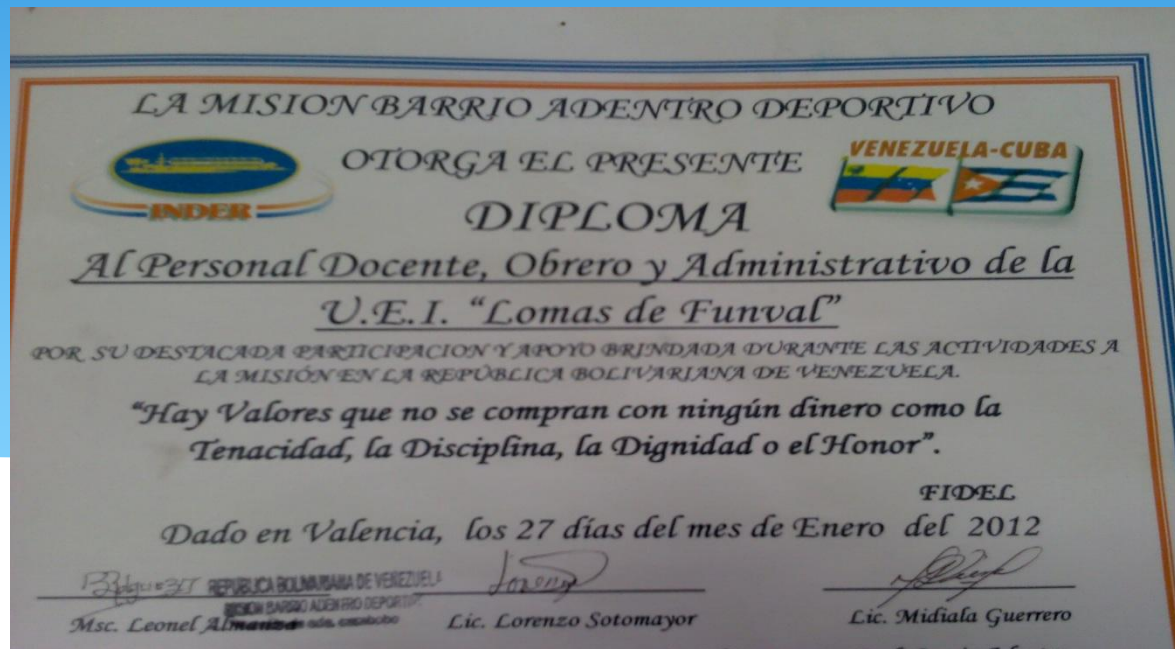 LA MISION BARRIO ADENTRO DEPORTIVO
OTORGA EL PRESENTE
INDER
VENEZUELA-CUBA
DIPLOMA
Al Personal Docente, Obrero y Administrativo de la
U.E.I. “Lomas de Funval”
POR SU DESTACADA PARTICIPACION Y APOYO BRINDADA DURANTE LAS ACTIVIDADES A
LA MISIÓN EN LA REPÚBLICA BOLIVARIANA DE VENEZUELA.
“Hay Valores que no se compran con ningún dinero como la
Tenacidad, la Disciplina, la Dignidad o el Honor”.
FIDEL
Dado en Valencia, los 27 días del mes de Enero del 2012
REPUBLICA BOLIVARIANA DE VENEZUELA
MISION BARRIO ADENTRO DEPORTIVO
Msc. Leonel Almanza
Lic. Lorenzo Sotomayor
Lic. Midiala Guerrero